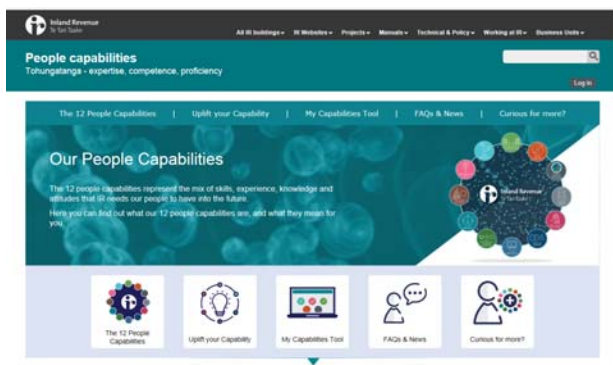 Inland Revenue
Te Tari Taake
All IR buildings IR Websites Projects Manuals Technical & Policy Working at IR Business Units
People capabilities
Tohungatanga - expertise, competence, proficiency
Log in
The 12 People Capabilities | Uplift your Capability | My Capabilities Tool | FAQs & News | Curious for more?
Our People Capabilities
The 12 people capabilities represent the mix of skills, experience, knowledge and
attitudes that IR needs our people to have into the future.
Here you can find out what our 12 people capabilities are, and what they mean for
you.
Inland Revenue
Te Tari Taake
The 12 People
Capabilities
Uplift your Capability
My Capabilities Tool
FAQs & News
Curious for more?